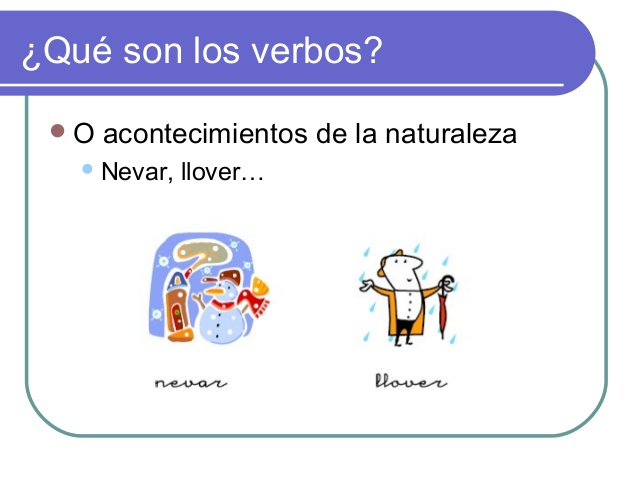 ¿Qué son los verbos?
O acontecimientos de la naturaleza
Nevar, llover…
nevar
llover